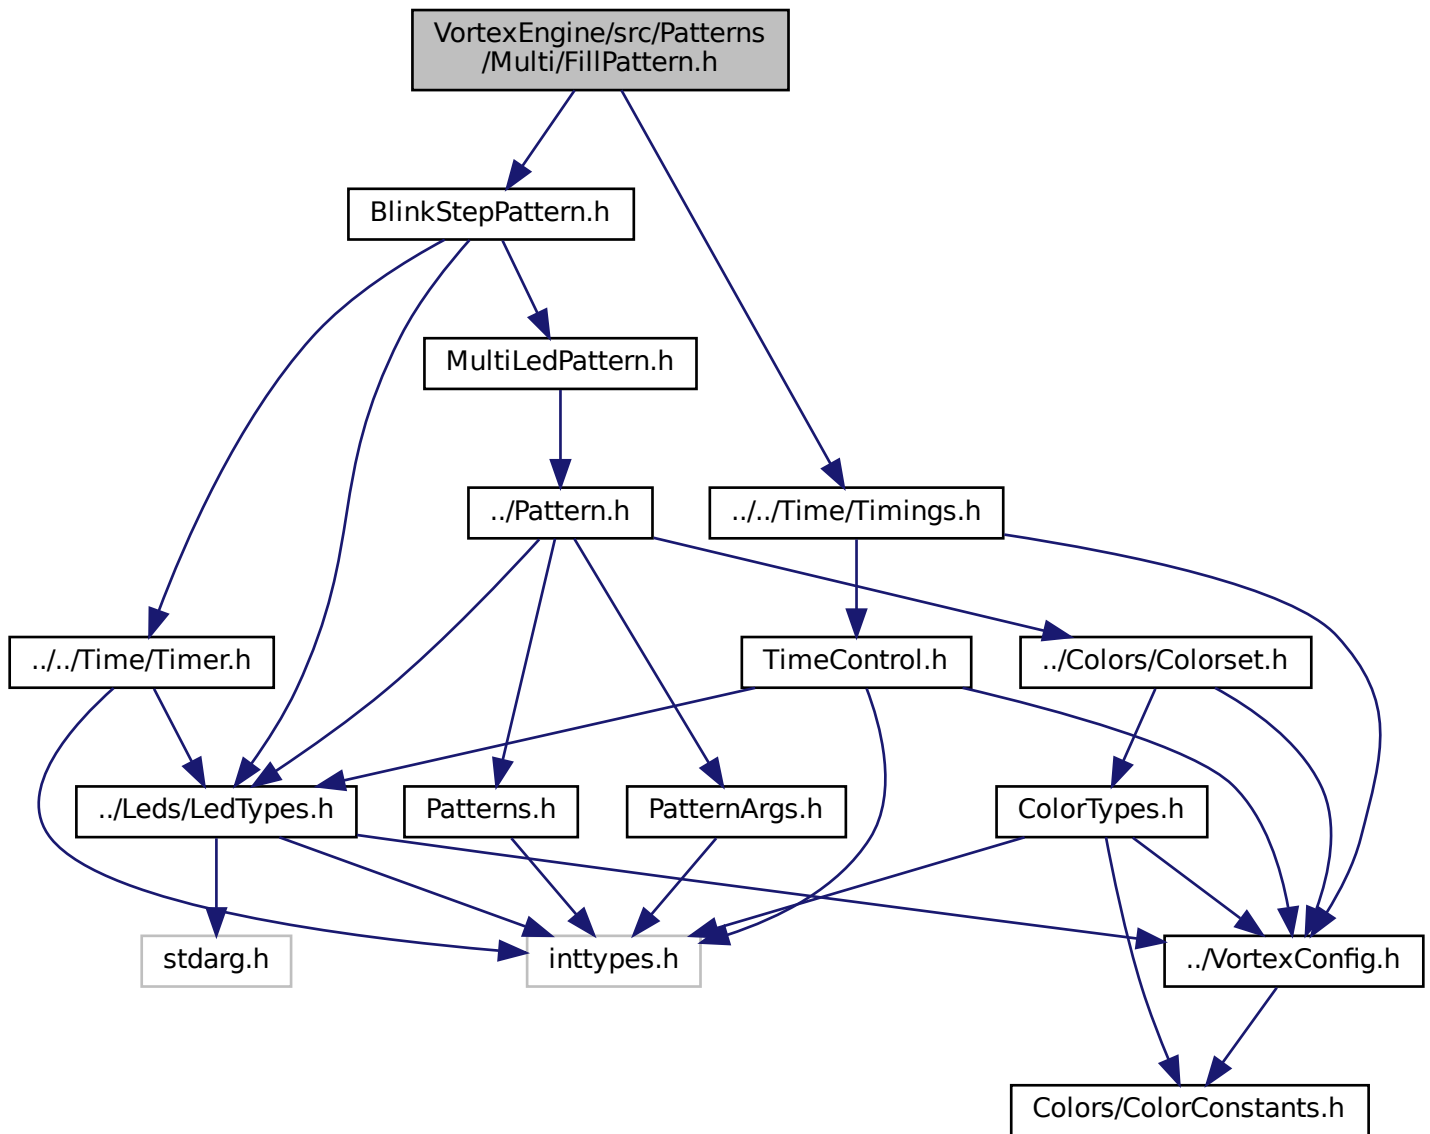 VortexEngine/src/Patterns
/Multi/FillPattern.h
BlinkStepPattern.h
MultiLedPattern.h
../Pattern.h
../../Time/Timings.h
../../Time/Timer.h
TimeControl.h
../Colors/Colorset.h
../Leds/LedTypes.h
Patterns.h
PatternArgs.h
ColorTypes.h
stdarg.h
inttypes.h
../VortexConfig.h
Colors/ColorConstants.h